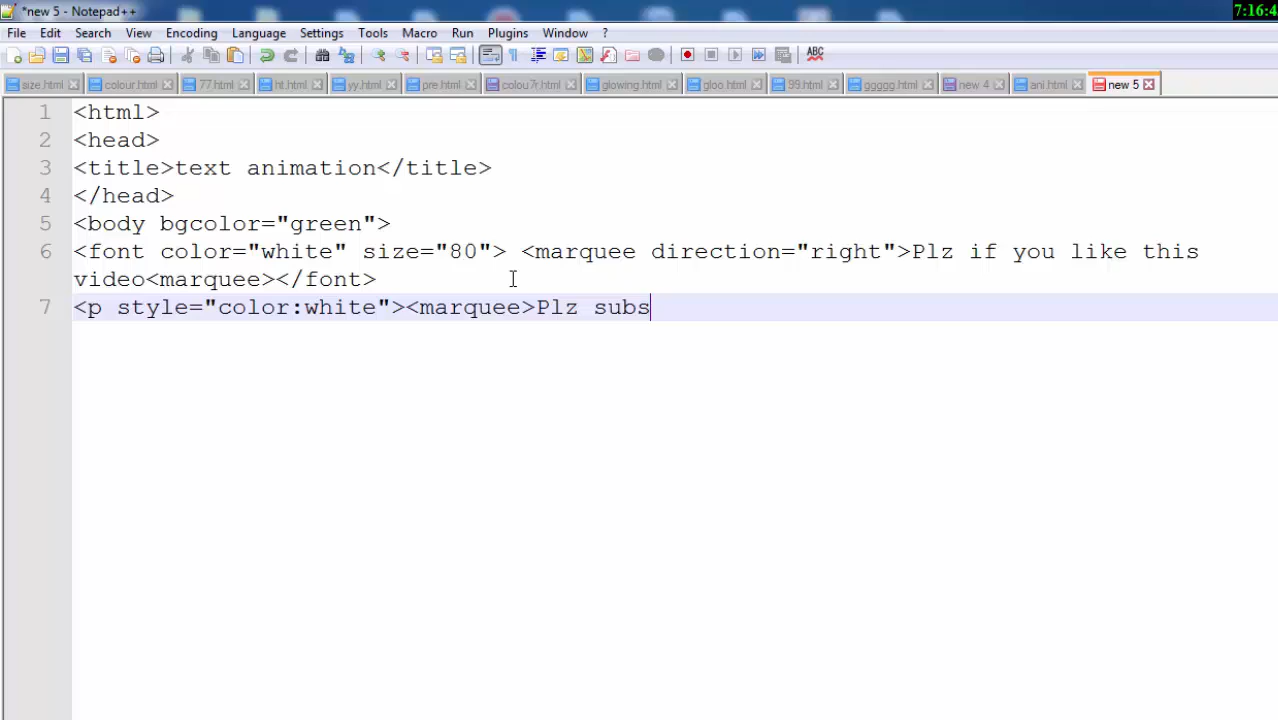 *new 5 - Notepad++
7:16:4
File Edit Search View Encoding Language Settings Tools Macro Run Plugins Window ?
ABC
size.html colour.html 77.html ht.html yy.html pre.html colou7r.html glowing.html gloo.html 99.html ggggg.html new 4 ani.html new 5
1 <html>
2 <head>
3 <title>text animation</title>
4 </head>
5 <body bgcolor="green">
6 <font color="white" size="80"> <marquee direction="right">Plz if you like this
video<marquee></font>
7 <p style="color:white"><marquee>Plz subs